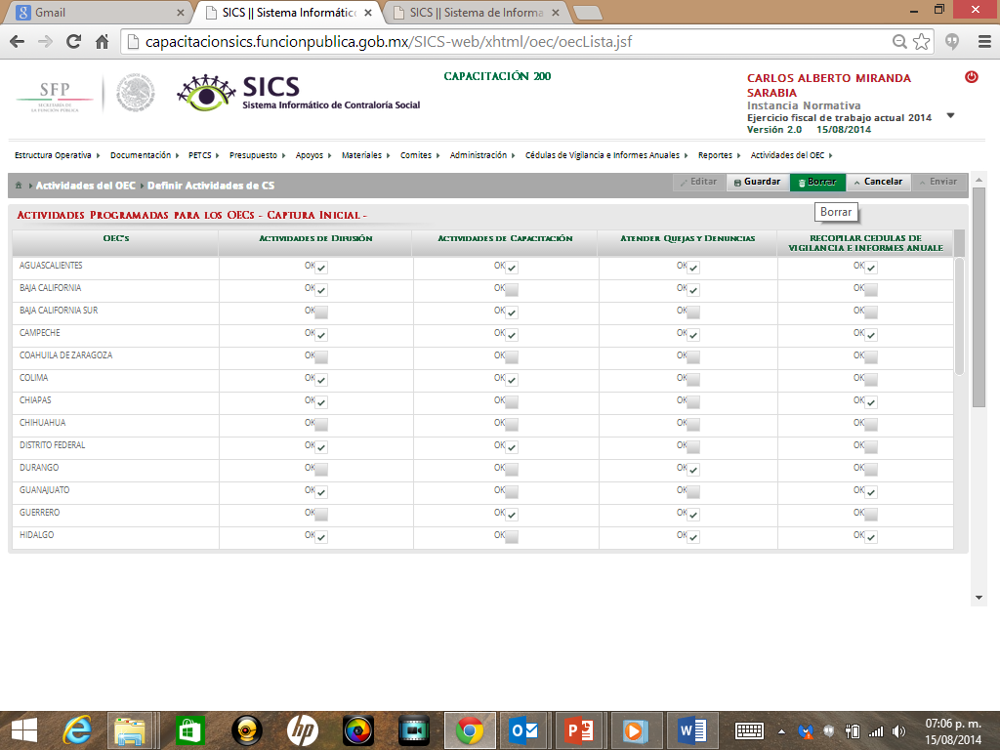 Gmail
SICS || Sistema Informátic
SICS || Sistema de Informa
capacitacionsics.funcionpublica.gob.mx/SICS-web/xhtml/oec/oecLista.jsf
SFP
SECRETARÍA DE
LA FUNCIÓN PÚBLICA
SICS
Sistema Informático de Contraloría Social
CAPACITACIÓN 200
CARLOS ALBERTO MIRANDA
SARABIA
Instancia Normativa
Ejercicio fiscal de trabajo actual 2014
Versión 2.0 15/08/2014
Estructura Operativa Documentación PETCS Presupuesto Apoyos Materiales Comites Administración Cédulas de Vigilancia e Informes Anuales Reportes Actividades del OEC
Actividades del OEC Definir Actividades de CS
Editar Guardar Borrar Cancelar Enviar
Borrar
Actividades Programadas para los OECs - Captura Inicial -
OEC's Actividades de Difusión Actividades de Capacitación Atender Quejas y Denuncias RECOPILAR CEDULAS DE
VIGILANCIA E INFORMES ANUALE
AGUASCALIENTES OK OK OK OK
BAJA CALIFORNIA OK OK OK OK
BAJA CALIFORNIA SUR OK OK OK OK
CAMPECHE OK OK OK OK
COAHUILA DE ZARAGOZA OK OK OK OK
COLIMA OK OK OK OK
CHIAPAS OK OK OK OK
CHIHUAHUA OK OK OK OK
DISTRITO FEDERAL OK OK OK OK
DURANGO OK OK OK OK
GUANAJUATO OK OK OK OK
GUERRERO OK OK OK OK
HIDALGO OK OK OK OK
07:06 p. m.
15/08/2014